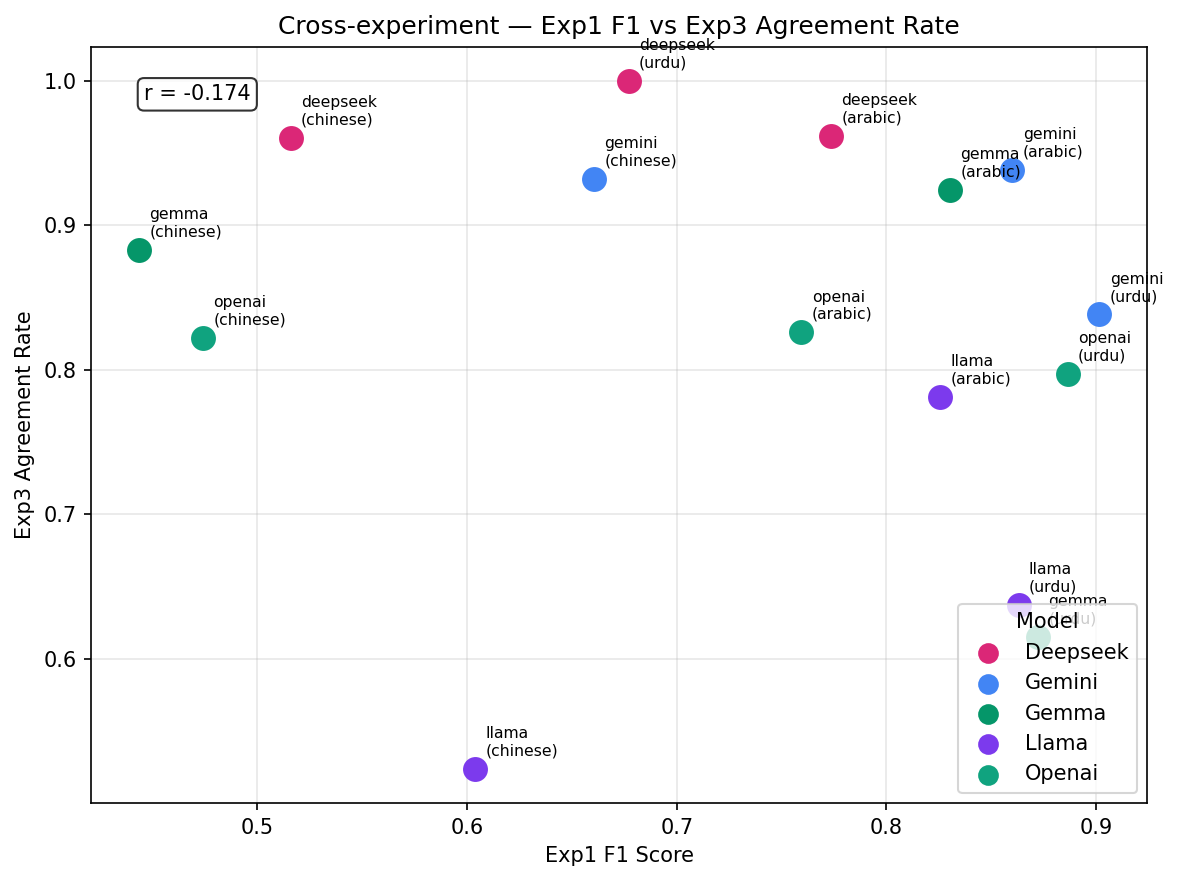 Cross-experiment — Exp1 F1 vs Exp3 Agreement Rate
r = -0.174
deepseek
(urdu)
deepseek
(chinese)
deepseek
(arabic)
gemini
(chinese)
gemma
(arabic)
gemini
(arabic)
gemma
(chinese)
openai
(chinese)
openai
(arabic)
gemini
(urdu)
openai
(urdu)
llama
(arabic)
llama
(urdu)
gemma
(urdu)
llama
(chinese)
Model
Deepseek
Gemini
Gemma
Llama
Openai
1.0
0.9
0.8
0.7
0.6
Exp3 Agreement Rate
0.5
0.6
0.7
0.8
0.9
Exp1 F1 Score